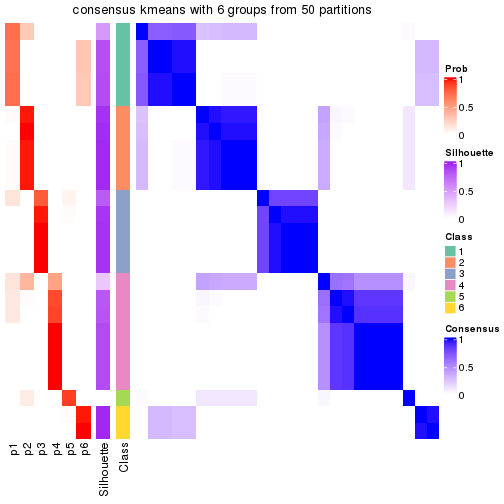 consensus kmeans with 6 groups from 50 partitions
Prob
1
0.5
0
Silhouette
1
0.5
0
Class
1
2
3
4
5
6
Consensus
1
0.5
0
p1
p2
p3
p4
p5
p6
Silhouette
Class